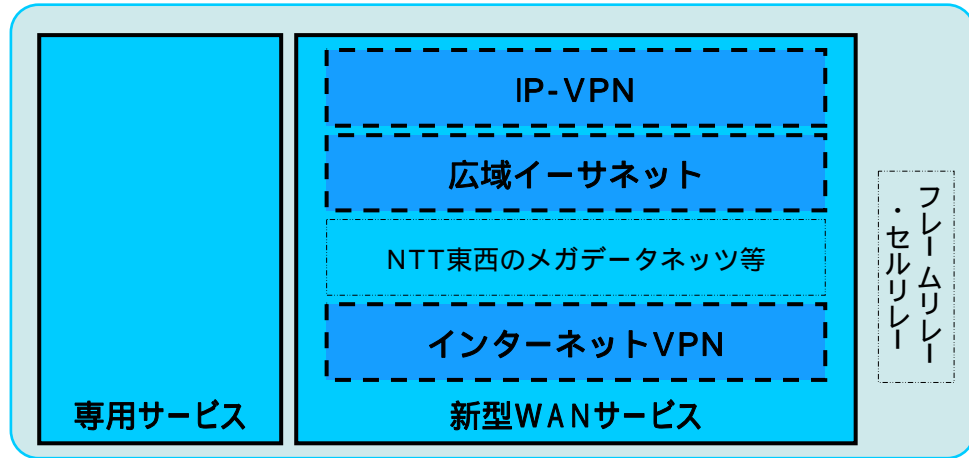 IP-VPN
広域イーサネット
NTT東西のメガデータネッツ等
インターネットVPN
専用サービス
新型WANサービス
フレームリレー
・セルリレー